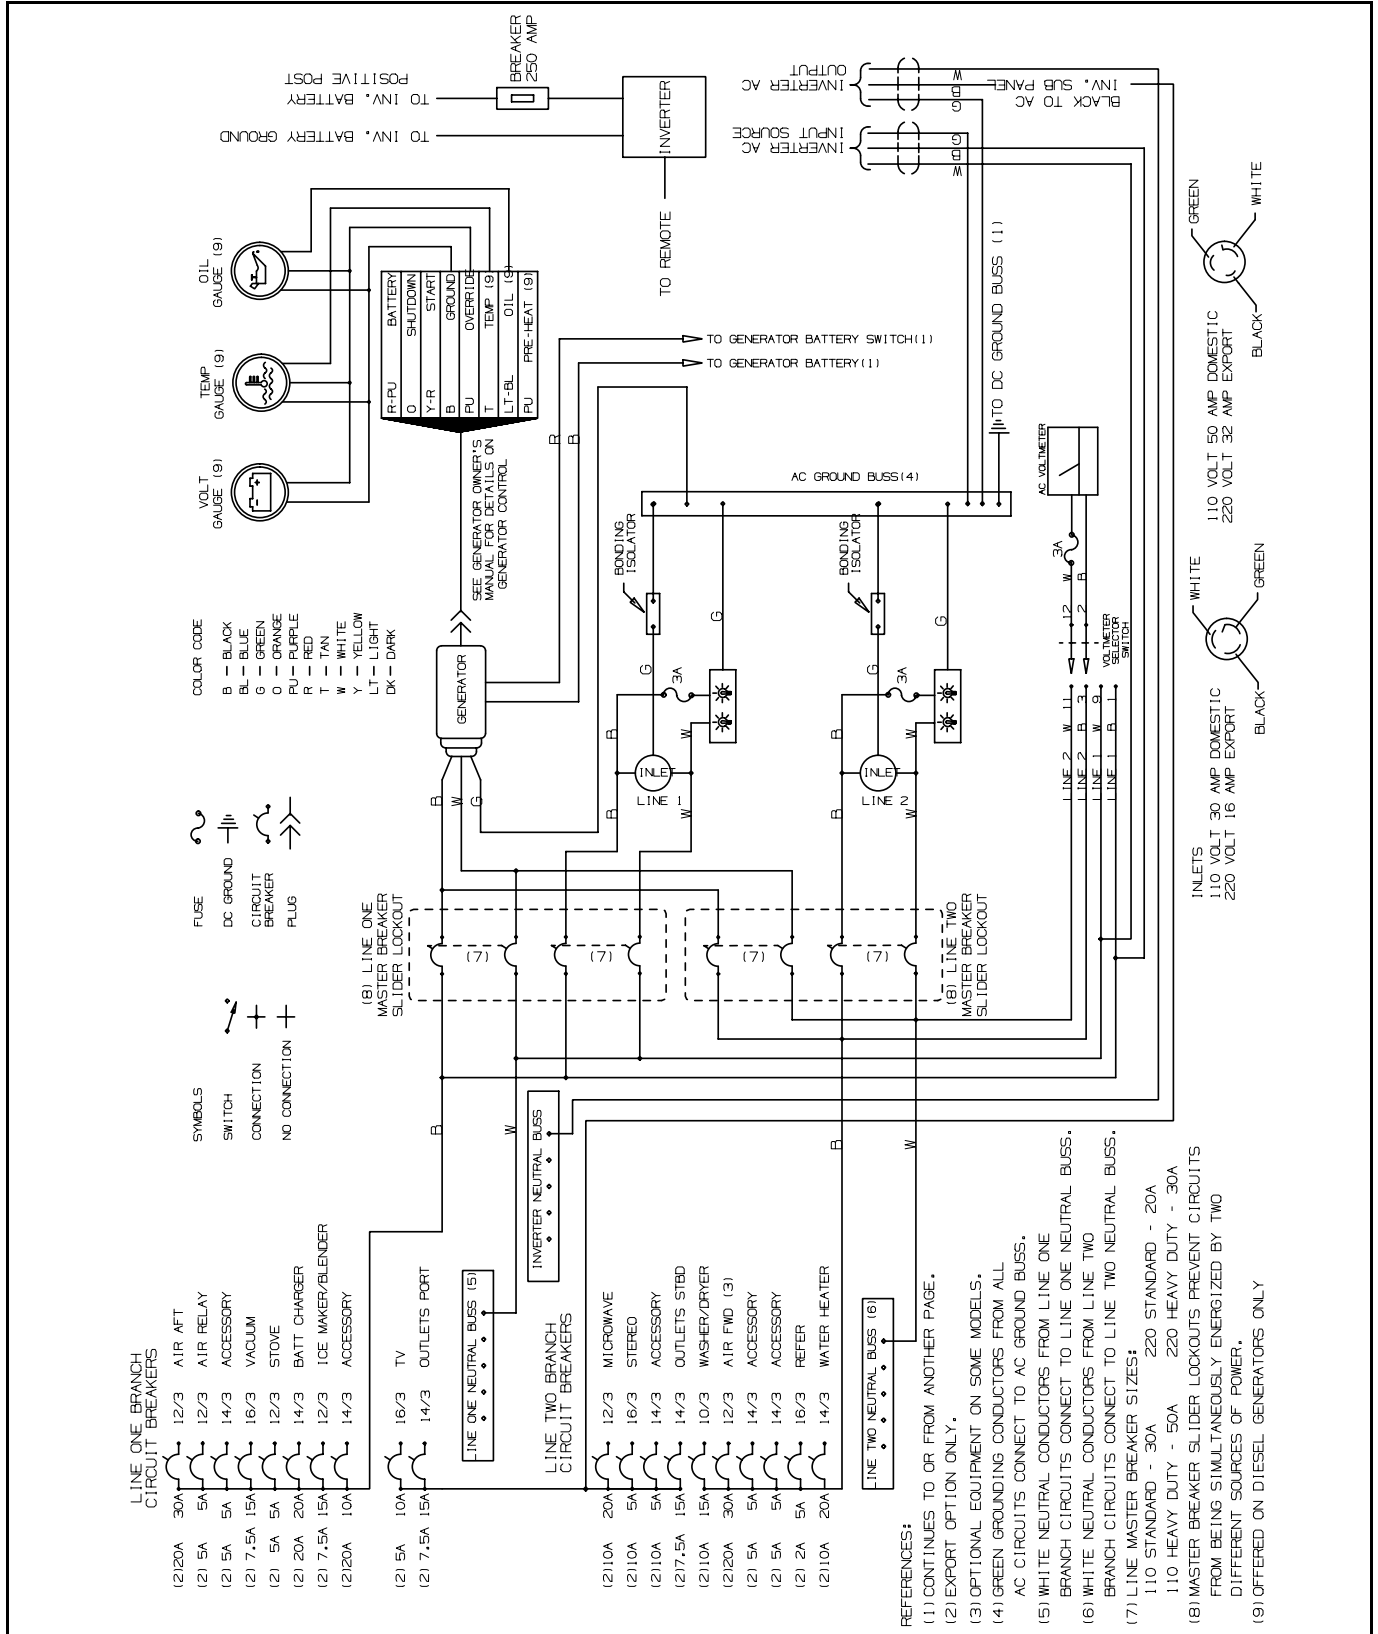 BREAKER
250 AMP
TO INV. BATTERY
POSITIVE POST
TO INV. BATTERY GROUND
INVERTER
TO REMOTE
INVERTER AC
OUTPUT
W
B
G
BLACK TO AC
INV. SUB PANEL
INVERTER AC
INPUT SOURCE
G
B
W
OIL
GAUGE (9)
TEMP
GAUGE (9)
VOLT
GAUGE (9)
R-PU BATTERY
O SHUTDOWN
Y-R START
B GROUND
PU OVERRIDE
T TEMP (9)
LT-BL OIL (9)
PU PRE-HEAT (9)
SEE GENERATOR OWNER'S
MANUAL FOR DETAILS ON
GENERATOR CONTROL
TO GENERATOR BATTERY SWITCH(1)
TO GENERATOR BATTERY(1)
R
B
TO DC GROUND BUSS (1)
AC GROUND BUSS(4)
AC VOLTMETER
3A
W
B
12
2
VOLTMETER
SELECTOR
SWITCH
LINE 2 W 11
LINE 2 B 3
LINE 1 W 9
LINE 1 B 1
GREEN
WHITE
BLACK
110 VOLT 50 AMP DOMESTIC
220 VOLT 32 AMP EXPORT
WHITE
GREEN
BLACK
INLETS
110 VOLT 30 AMP DOMESTIC
220 VOLT 16 AMP EXPORT
COLOR CODE
B - BLACK
BL - BLUE
G - GREEN
O - ORANGE
PU - PURPLE
R - RED
T - TAN
W - WHITE
Y - YELLOW
LT - LIGHT
DK - DARK
GENERATOR
B
W
G
BONDING
ISOLATOR
G
3A
G
B
W
INLET
LINE 1
B
W
BONDING
ISOLATOR
G
3A
G
B
W
INLET
LINE 2
B
W
SYMBOLS
SWITCH
CONNECTION
NO CONNECTION
FUSE
DC GROUND
CIRCUIT
BREAKER
PLUG
(8) LINE ONE
MASTER BREAKER
SLIDER LOCKOUT
(7)
(7)
(7)
(7)
(8) LINE TWO
MASTER BREAKER
SLIDER LOCKOUT
B
W
B
W
LINE ONE BRANCH
CIRCUIT BREAKERS
(2)20A 30A 12/3 AIR AFT
(2) 5A 5A 12/3 AIR RELAY
(2) 5A 5A 14/3 ACCESSORY
(2) 7.5A 15A 16/3 VACUUM
(2) 5A 5A 12/3 STOVE
(2) 20A 20A 14/3 BATT CHARGER
(2) 7.5A 15A 12/3 ICE MAKER/BLENDER
(2)20A 10A 14/3 ACCESSORY
(2) 5A 10A 16/3 TV
(2) 7.5A 15A 14/3 OUTLETS PORT
LINE ONE NEUTRAL BUSS (5)
INVERTER NEUTRAL BUSS
LINE TWO BRANCH
CIRCUIT BREAKERS
(2)10A 20A 12/3 MICROWAVE
(2)10A 5A 16/3 STEREO
(2)10A 5A 14/3 ACCESSORY
(2)7.5A 15A 14/3 OUTLETS STBD
(2)10A 15A 10/3 WASHER/DRYER
(2)20A 30A 12/3 AIR FWD (3)
(2) 5A 5A 14/3 ACCESSORY
(2) 5A 5A 14/3 ACCESSORY
(2) 2A 5A 16/3 REFER
(2)10A 20A 14/3 WATER HEATER
LINE TWO NEUTRAL BUSS (6)
REFERENCES:
(1) CONTINUES TO OR FROM ANOTHER PAGE.
(2) EXPORT OPTION ONLY.
(3) OPTIONAL EQUIPMENT ON SOME MODELS.
(4) GREEN GROUNDING CONDUCTORS FROM ALL
AC CIRCUITS CONNECT TO AC GROUND BUSS.
(5) WHITE NEUTRAL CONDUCTORS FROM LINE ONE
BRANCH CIRCUITS CONNECT TO LINE ONE NEUTRAL BUSS.
(6) WHITE NEUTRAL CONDUCTORS FROM LINE TWO
BRANCH CIRCUITS CONNECT TO LINE TWO NEUTRAL BUSS.
(7) LINE MASTER BREAKER SIZES:
110 STANDARD - 30A 220 STANDARD - 20A
110 HEAVY DUTY - 50A 220 HEAVY DUTY - 30A
(8) MASTER BREAKER SLIDER LOCKOUTS PREVENT CIRCUITS
FROM BEING SIMULTANEOUSLY ENERGIZED BY TWO
DIFFERENT SOURCES OF POWER.
(9) OFFERED ON DIESEL GENERATORS ONLY